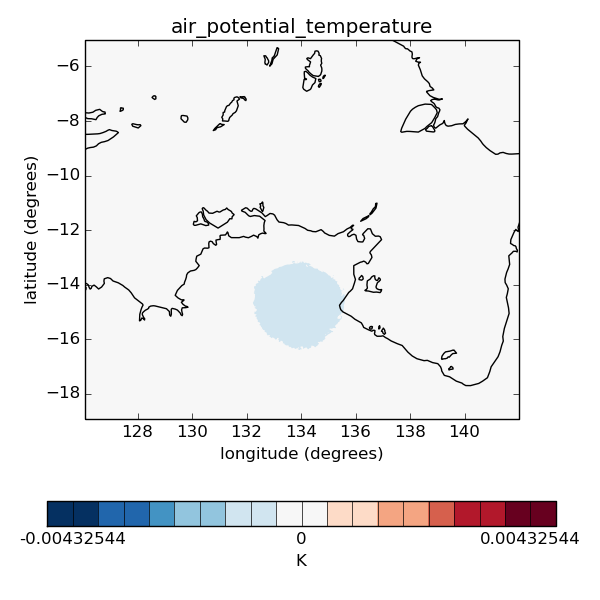 air_potential_temperature
−6
−8
−10
−12
−14
−16
−18
latitude (degrees)
128 130 132 134 136 138 140
longitude (degrees)
-0.00432544 0 0.00432544
K